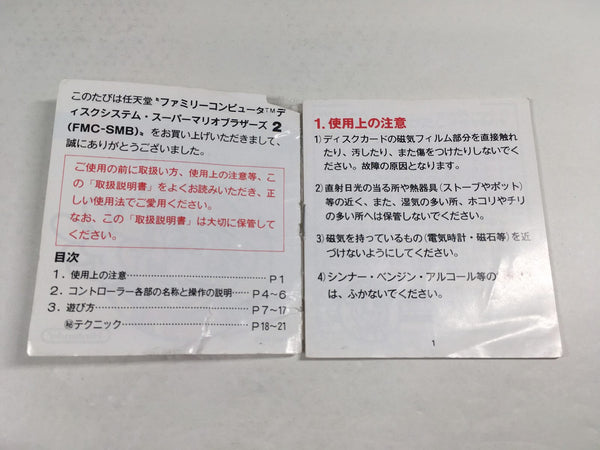 このたびは任天堂〝ファミリーコンピュータ™デ
ィスクシステム・スーパーマリオブラザーズ 2
(FMC-SMB)〟をお買い上げいただきまして、
誠にありがとうございました。
ご使用の前に取扱い方、使用上の注意等、こ
の「取扱説明書」をよくお読みいただき、正
しい使用法でご愛用ください。
なお、この「取扱説明書」は大切に保管して
ください。
目次
1. 使用上の注意……P1
2. コントローラー各部の名称と操作の説明……P4~6
3. 遊び方……P7~17
㊙テクニック……P18~21
1. 使用上の注意
1)ディスクカードの磁気フィルム部分を直接触れ
たり、汚したり、また傷をつけたりしないでくだ
さい。故障の原因となります。
2)直射日光の当る所や熱器具(ストーブやポット)
等の近く、また、湿気の多い所、ホコリやチリ
の多い所へは保管しないでください。
3)磁気を持っているもの(電気時計・磁石等)を近
づけないようにしてください。
4)シンナー・ベンジン・アルコール等の
は、ふかないでください。
1